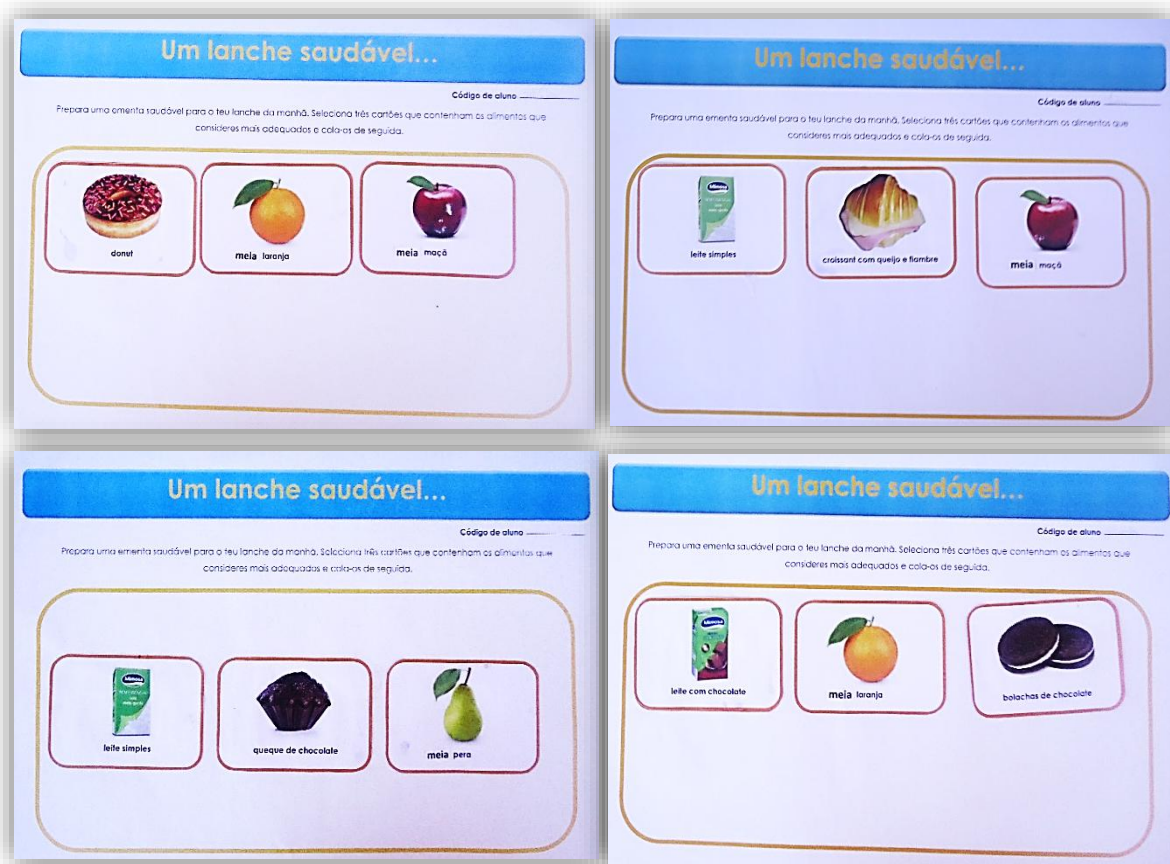 Um lanche saudável...
Código de aluno
Prepara uma ementa saudável para o teu lanche da manhã. Seleciona três cartões que contenham os alimentos que
consideres mais adequados e cola-os de seguida.
donut
meia laranja
meia maçã
Um lanche saudável...
Código de aluno
Prepara uma ementa saudável para o teu lanche da manhã. Seleciona três cartões que contenham os alimentos que
consideres mais adequados e cola-os de seguida.
Mimosa
leite simples
croissant com queijo e fiambre
meia maçã
Um lanche saudável...
Código de aluno
Prepara uma ementa saudável para o teu lanche da manhã. Seleciona três cartões que contenham os alimentos que
consideres mais adequados e cola-os de seguida.
Mimosa
leite simples
queque de chocolate
meia pera
Um lanche saudável...
Código de aluno
Prepara uma ementa saudável para o teu lanche da manhã. Seleciona três cartões que contenham os alimentos que
consideres mais adequados e cola-os de seguida.
Mimosa
leite com chocolate
meia laranja
bolachas de chocolate